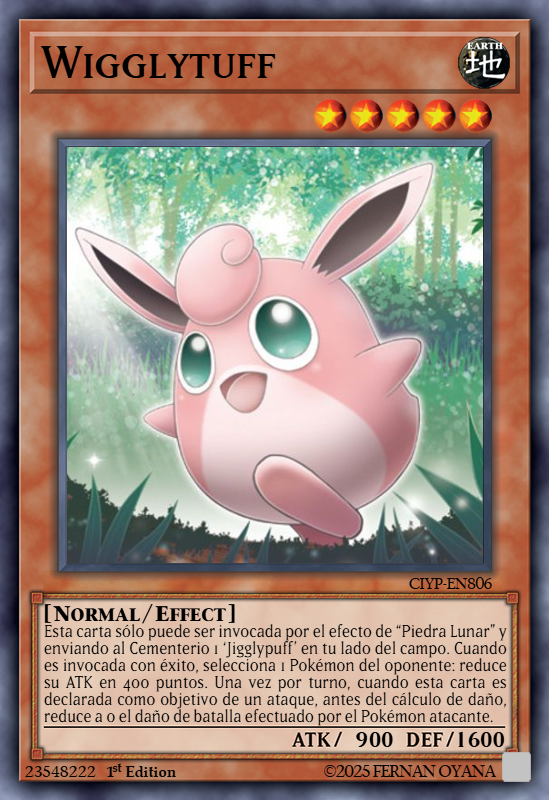 Wigglytuff
EARTH
地
CIYP-EN806
[Normal/Effect]
Esta carta sólo puede ser invocada por el efecto de “Piedra Lunar” y
enviando al Cementerio 1 ‘Jigglypuff’ en tu lado del campo. Cuando
es invocada con éxito, selecciona 1 Pokémon del oponente: reduce
su ATK en 400 puntos. Una vez por turno, cuando esta carta es
declarada como objetivo de un ataque, antes del cálculo de daño,
reduce a 0 el daño de batalla efectuado por el Pokémon atacante.
ATK/ 900 DEF/1600
23548222 1st Edition ©2025 FERNAN OYANA